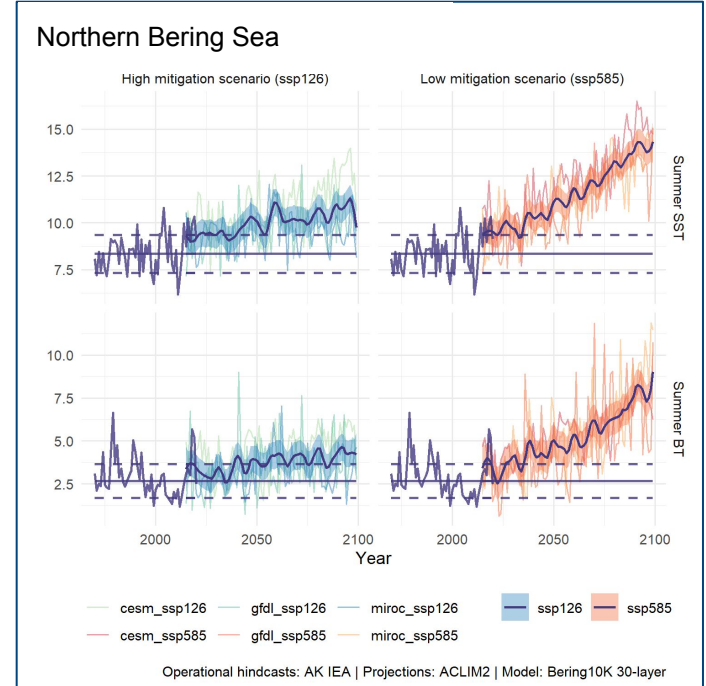 Northern Bering Sea
High mitigation scenario (ssp126) Low mitigation scenario (ssp585)
15.0
12.5
10.0
7.5
Summer SST
10.0
7.5
5.0
2.5
Summer BT
2000 2050 2100 2000 2050 2100
Year
cesm_ssp126 gfdl_ssp126 miroc_ssp126 ssp126 ssp585
cesm_ssp585 gfdl_ssp585 miroc_ssp585
Operational hindcasts: AK IEA | Projections: ACLIM2 | Model: Bering10K 30-layer